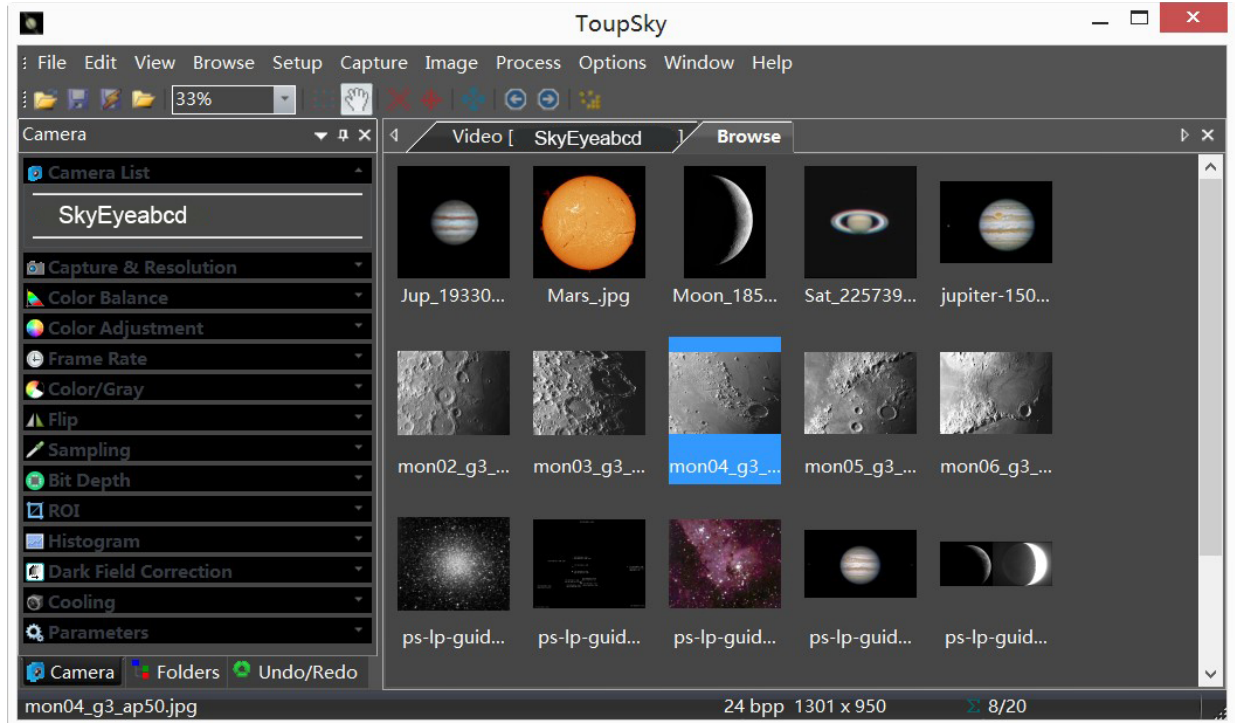 ToupSky
File Edit View Browse Setup Capture Image Process Options Window Help
33%
Camera
Video [ SkyEyeabcd ]
Browse
Camera List
SkyEyeabcd
Capture & Resolution
Color Balance
Color Adjustment
Frame Rate
Color/Gray
Flip
Sampling
Bit Depth
ROI
Histogram
Dark Field Correction
Cooling
Parameters
Camera Folders Undo/Redo
Jup_19330... Mars_.jpg Moon_185... Sat_225739... jupiter-150...
mon02_g3_... mon03_g3_... mon04_g3_... mon05_g3_... mon06_g3_...
ps-lp-guid... ps-lp-guid... ps-lp-guid... ps-lp-guid...
mon04_g3_ap50.jpg 24 bpp 1301 x 950 Σ 8/20